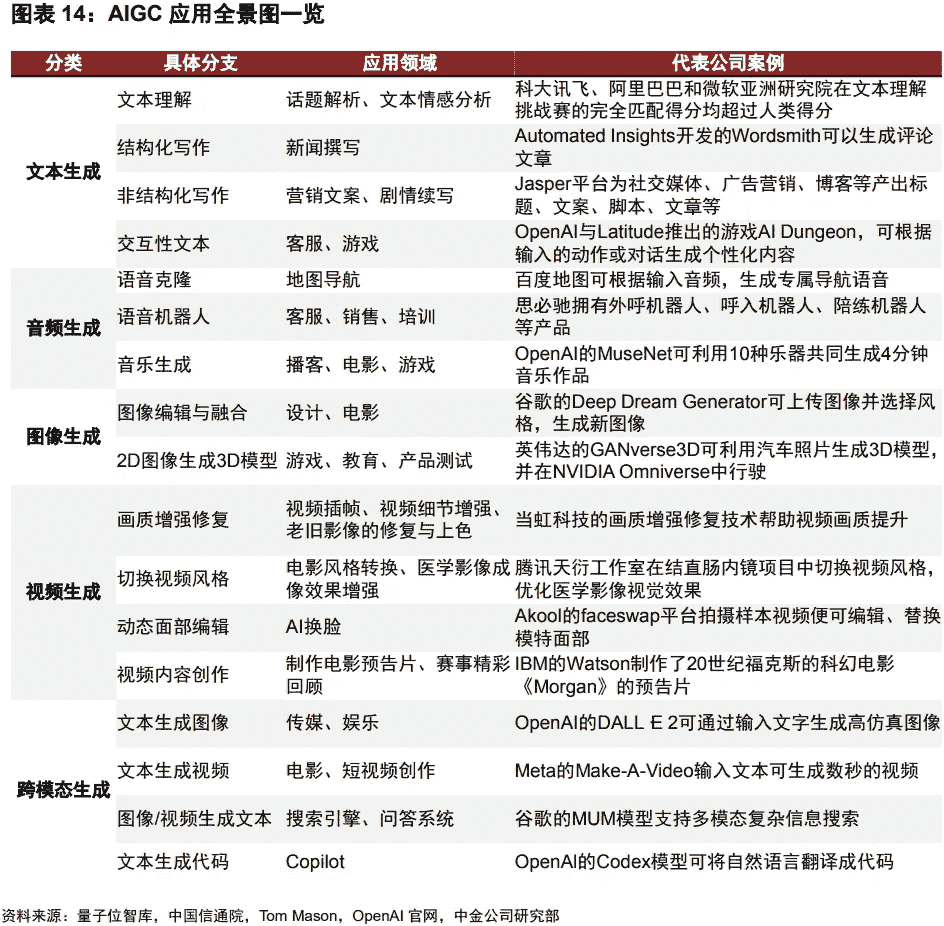 图表 14：AIGC 应用全景图一览
分类 具体分支 应用领域 代表公司案例
文本生成
文本理解 话题解析、文本情感分析 科大讯飞、阿里巴巴和微软亚洲研究院在文本理解
挑战赛的完全匹配得分均超过人类得分
结构化写作 新闻撰写 Automated Insights开发的Wordsmith可以生成评论
文章
非结构化写作 营销文案、剧情续写 Jasper平台为社交媒体、广告营销、博客等产出标
题、文案、脚本、文章等
交互性文本 客服、游戏 OpenAI与Latitude推出的游戏AI Dungeon，可根据
输入的动作或对话生成个性化内容
音频生成
语音克隆 地图导航 百度地图可根据输入音频，生成专属导航语音
语音机器人 客服、销售、培训 思必驰拥有外呼机器人、呼入机器人、陪练机器人
等产品
音乐生成 播客、电影、游戏 OpenAI的MuseNet可利用10种乐器共同生成4分钟
音乐作品
图像生成
图像编辑与融合 设计、电影 谷歌的Deep Dream Generator可上传图像并选择风
格，生成新图像
2D图像生成3D模型 游戏、教育、产品测试 英伟达的GANverse3D可利用汽车照片生成3D模型，
并在NVIDIA Omniverse中行驶
视频生成
画质增强修复 视频插帧、视频细节增强、 当虹科技的画质增强修复技术帮助视频画质提升
老旧影像的修复与上色
切换视频风格 电影风格转换、医学影像成 腾讯天衍工作室在结直肠内镜项目中切换视频风格，
像效果增强 优化医学影像视觉效果
动态面部编辑 AI换脸 Akool的faceswap平台拍摄样本视频便可编辑、替换
模特面部
视频内容创作 制作电影预告片、赛事精彩 IBM的Watson制作了20世纪福克斯的科幻电影
回顾 《Morgan》的预告片
跨模态生成
文本生成图像 传媒、娱乐 OpenAI的DALL E 2可通过输入文字生成高仿真图像
文本生成视频 电影、短视频创作 Meta的Make-A-Video输入文本可生成数秒的视频
图像/视频生成文本 搜索引擎、问答系统 谷歌的MUM模型支持多模态复杂信息搜索
文本生成代码 Copilot OpenAI的Codex模型可将自然语言翻译成代码
资料来源：量子位智库，中国信通院，Tom Mason，OpenAI 官网，中金公司研究部